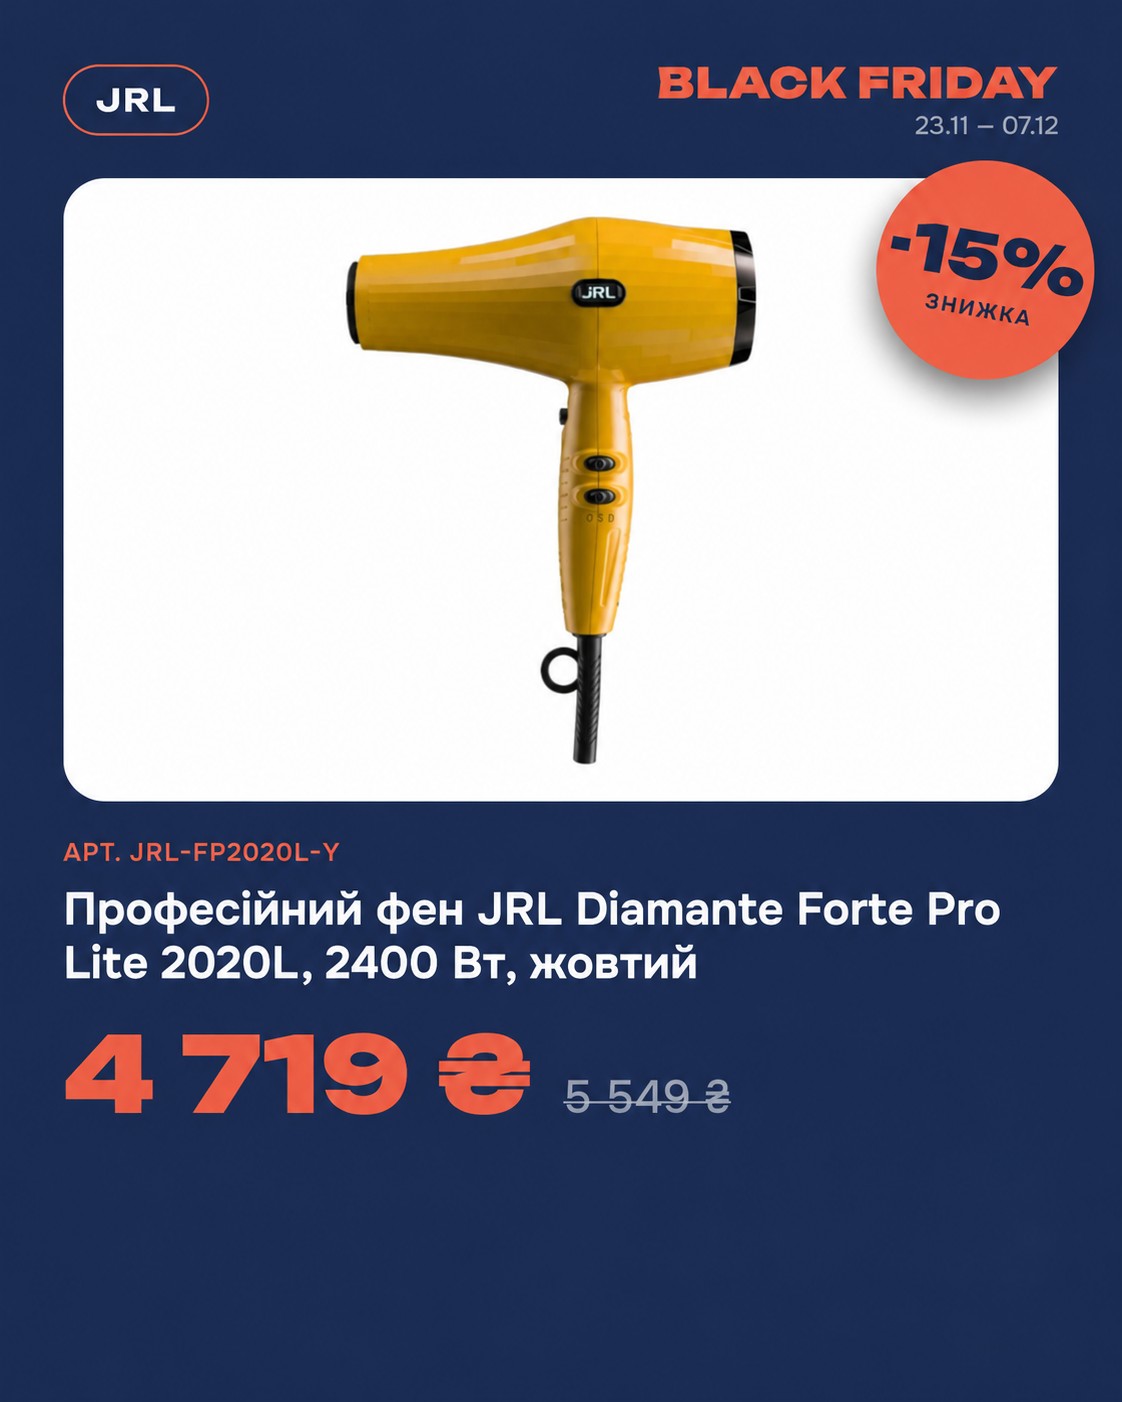 JRL
BLACK FRIDAY
23.11 – 07.12
-15%
ЗНИЖКА
JRL
OSD
АРТ. JRL-FP2020L-Y
Професійний фен JRL Diamante Forte Pro
Lite 2020L, 2400 Вт, жовтий
4 719 ₴ 5 549 ₴